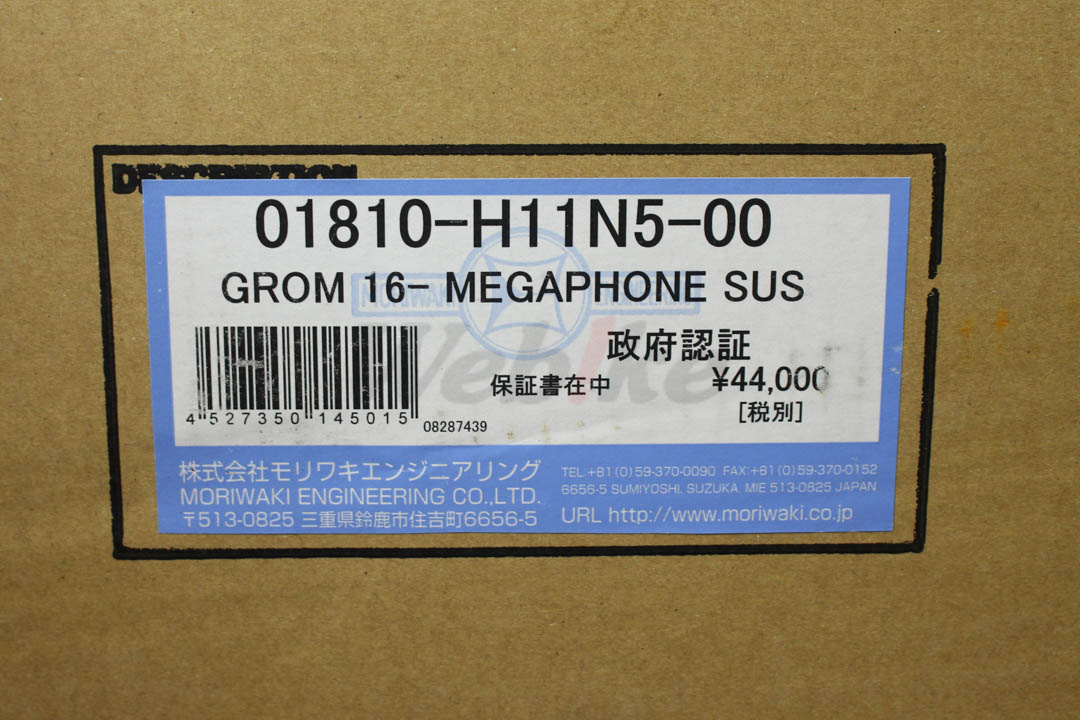 DESCRIPTION
01810-H11N5-00
GROM 16- MEGAPHONE SUS
MORIWAKI ENGINEERING
政府認証
保証書在中
¥44,000
[税別]
4 527350 145015
08287439
株式会社モリワキエンジニアリング
MORIWAKI ENGINEERING CO.,LTD.
〒513-0825 三重県鈴鹿市住吉町6656-5
TEL:+81(0)59-370-0090 FAX:+81(0)59-370-0152
6656-5 SUMIYOSHI. SUZUKA. MIE 513-0825 JAPAN
URL http://www.moriwaki.co.jp